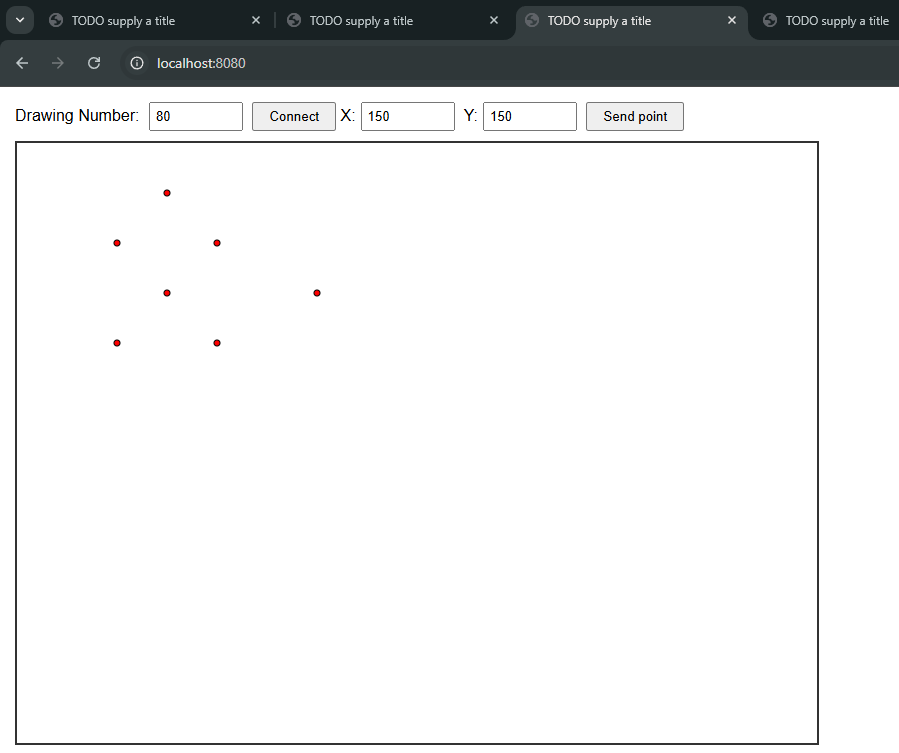 TODO supply a title TODO supply a title TODO supply a title TODO supply a title
localhost:8080
Drawing Number: 80 Connect X: 150 Y: 150 Send point